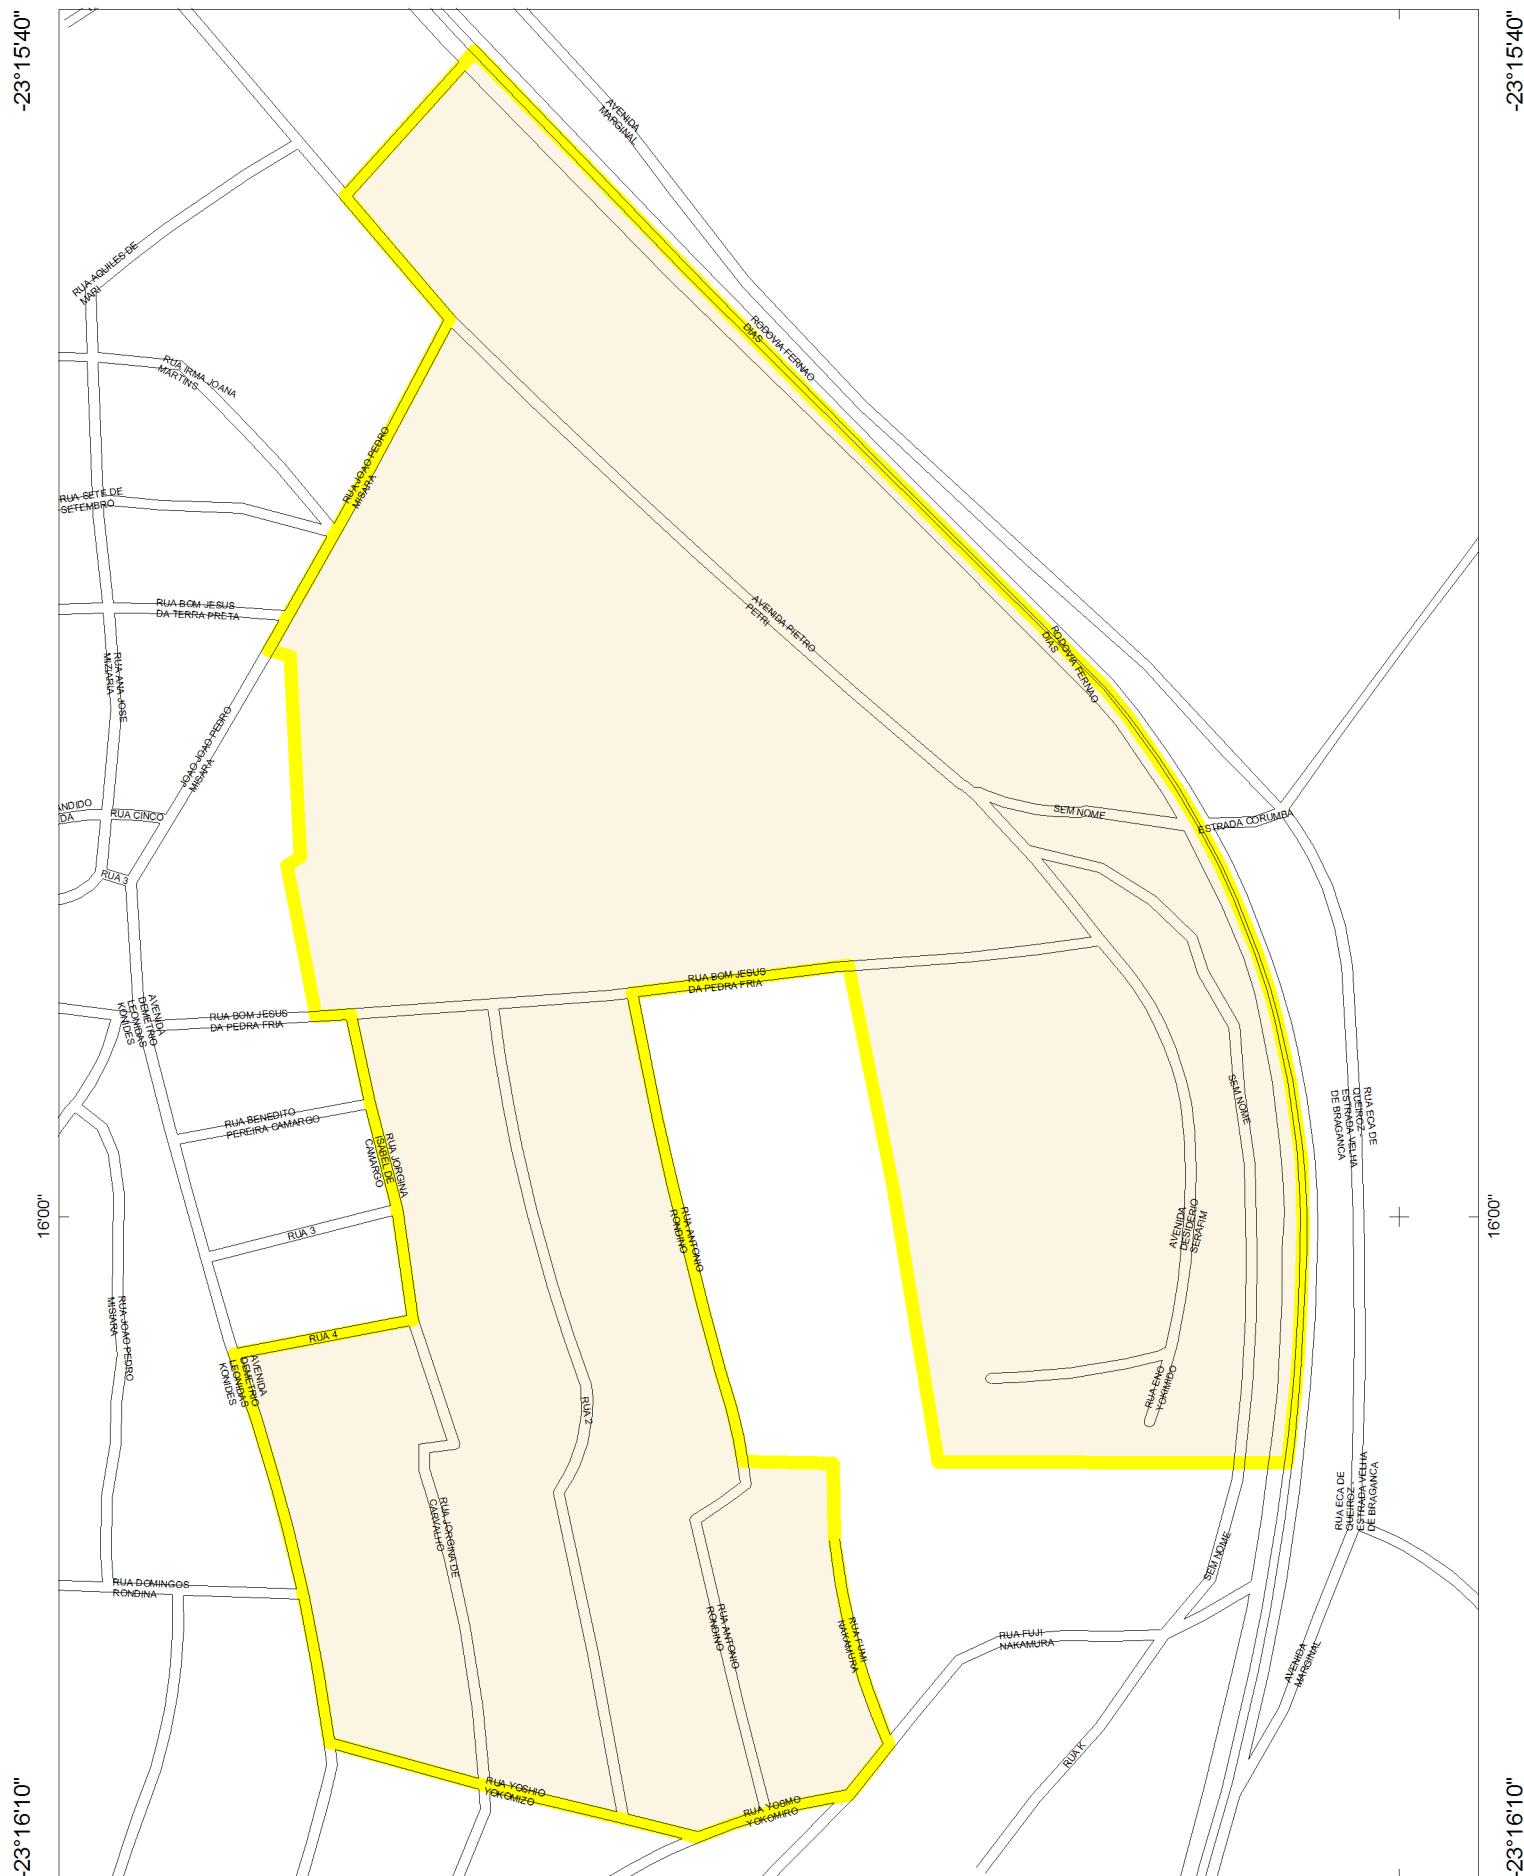 -23°15'40"
-23°15'40"
AVENIDA
MARGINAL
RUA AQUILES DE
MARI
RODOVIA FERNAO
DIAS
RUA IRMA JOANA
MARTINS
RUA JOAO PEDRO
MISARA
RUA SETE DE
SETEMBRO
RUA BOM JESUS
DA TERRA PRETA
AVENIDA PIETRO
PETRI
RODOVIA FERNAO
DIAS
RUA ANA JOSE
MIZIARIA
JOAO JOAO PEDRO
MISARA
ANDIDO
DA
RUA CINCO
SEM NOME
ESTRADA CORUMBA
RUA 3
RUA BOM JESUS
DA PEDRA FRIA
AVENIDA
DEMETRIO
LEONIDAS
KONIDES
RUA BOM JESUS
DA PEDRA FRIA
RUA BENEDITO
PEREIRA CAMARGO
RUA JORGINA
ISABEL DE
CAMARGO
SEM NOME
RUA ECA DE
QUEIROZ -
ESTRADA VELHA
DE BRAGANCA
16'00"
RUA 3
RUA ANTONIO
RONDINO
AVENIDA
DESIDERIO
SERAFIM
16'00"
RUA JOAO PEDRO
MISIARA
RUA 4
AVENIDA
DEMETRIO
LEONIDAS
KONIDES
RUA 2
RUA ENO
YOKIMIDO
RUA JORGINA DE
CARVALHO
RUA ECA DE
QUEIROZ -
ESTRADA VELHA
DE BRAGANCA
SEM NOME
RUA DOMINGOS
RONDINA
RUA ANTONIO
RONDINO
RUA FUMI
NAKAMURA
RUA FUJI
NAKAMURA
AVENIDA
MARGINAL
RUA K
RUA YOSHIO
YOKOMIZO
RUA YOSMO
YOKOMIRO
-23°16'10"
-23°16'10"